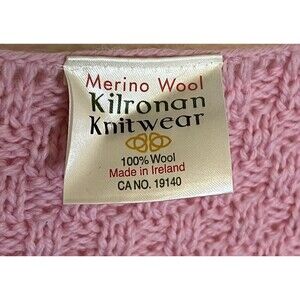 Merino Wool
Kilronan
Knitwear
100% Wool
Made in Ireland
CA NO. 19140